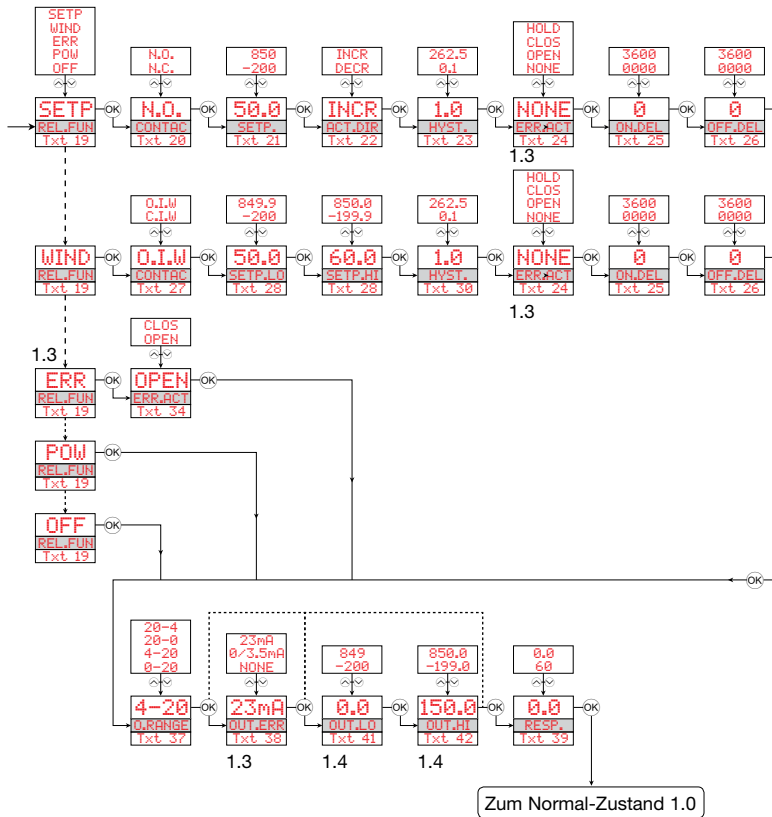 SETP
WIND
ERR
POW
OFF
N.O.
N.C.
850
-200
INCR
DECR
262.5
0.1
HOLD
CLOS
OPEN
NONE
3600
0000
3600
0000
SETP OK N.O. OK 50.0 OK INCR OK 1.0 OK NONE OK 0 OK 0
REL.FUN CONTAC SETP. ACT.DIR HYST. ERR.ACT ON.DEL OFF.DEL
Txt 19 Txt 20 Txt 21 Txt 22 Txt 23 Txt 24 Txt 25 Txt 26
1.3
O.I.W
C.I.W
849.9
-200
850.0
-199.9
262.5
0.1
HOLD
CLOS
OPEN
NONE
3600
0000
3600
0000
WIND OK O.I.W OK 50.0 OK 60.0 OK 1.0 OK NONE OK 0 OK 0
REL.FUN CONTAC SETP.LO SETP.HI HYST. ERR.ACT ON.DEL OFF.DEL
Txt 19 Txt 27 Txt 28 Txt 28 Txt 30 Txt 24 Txt 25 Txt 26
1.3
CLOS
OPEN
1.3
ERR OK OPEN OK
REL.FUN ERR.ACT
Txt 19 Txt 34
POW OK
REL.FUN
Txt 19
OFF OK
REL.FUN
Txt 19
OK
20-4
20-0
4-20
0-20
23mA
0/3.5mA
NONE
849
-200
850.0
-199.0
0.0
60
4-20 OK 23mA OK 0.0 OK 150.0 OK 0.0 OK
O.RANGE OUT.ERR OUT.LO OUT.HI RESP.
Txt 37 Txt 38 Txt 41 Txt 42 Txt 39
1.3 1.4 1.4
Zum Normal-Zustand 1.0